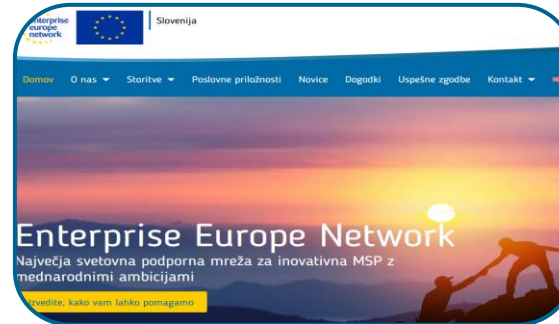 enterprise
europe
network
Slovenija
Domov O nas Storitve Poslovne priložnosti Novice Dogodki Uspešne zgodbe Kontakt
Enterprise Europe Network
Največja svetovna podporna mreža za inovativna MSP z
mednarodnimi ambicijami
Izvedite, kako vam lahko pomagamo